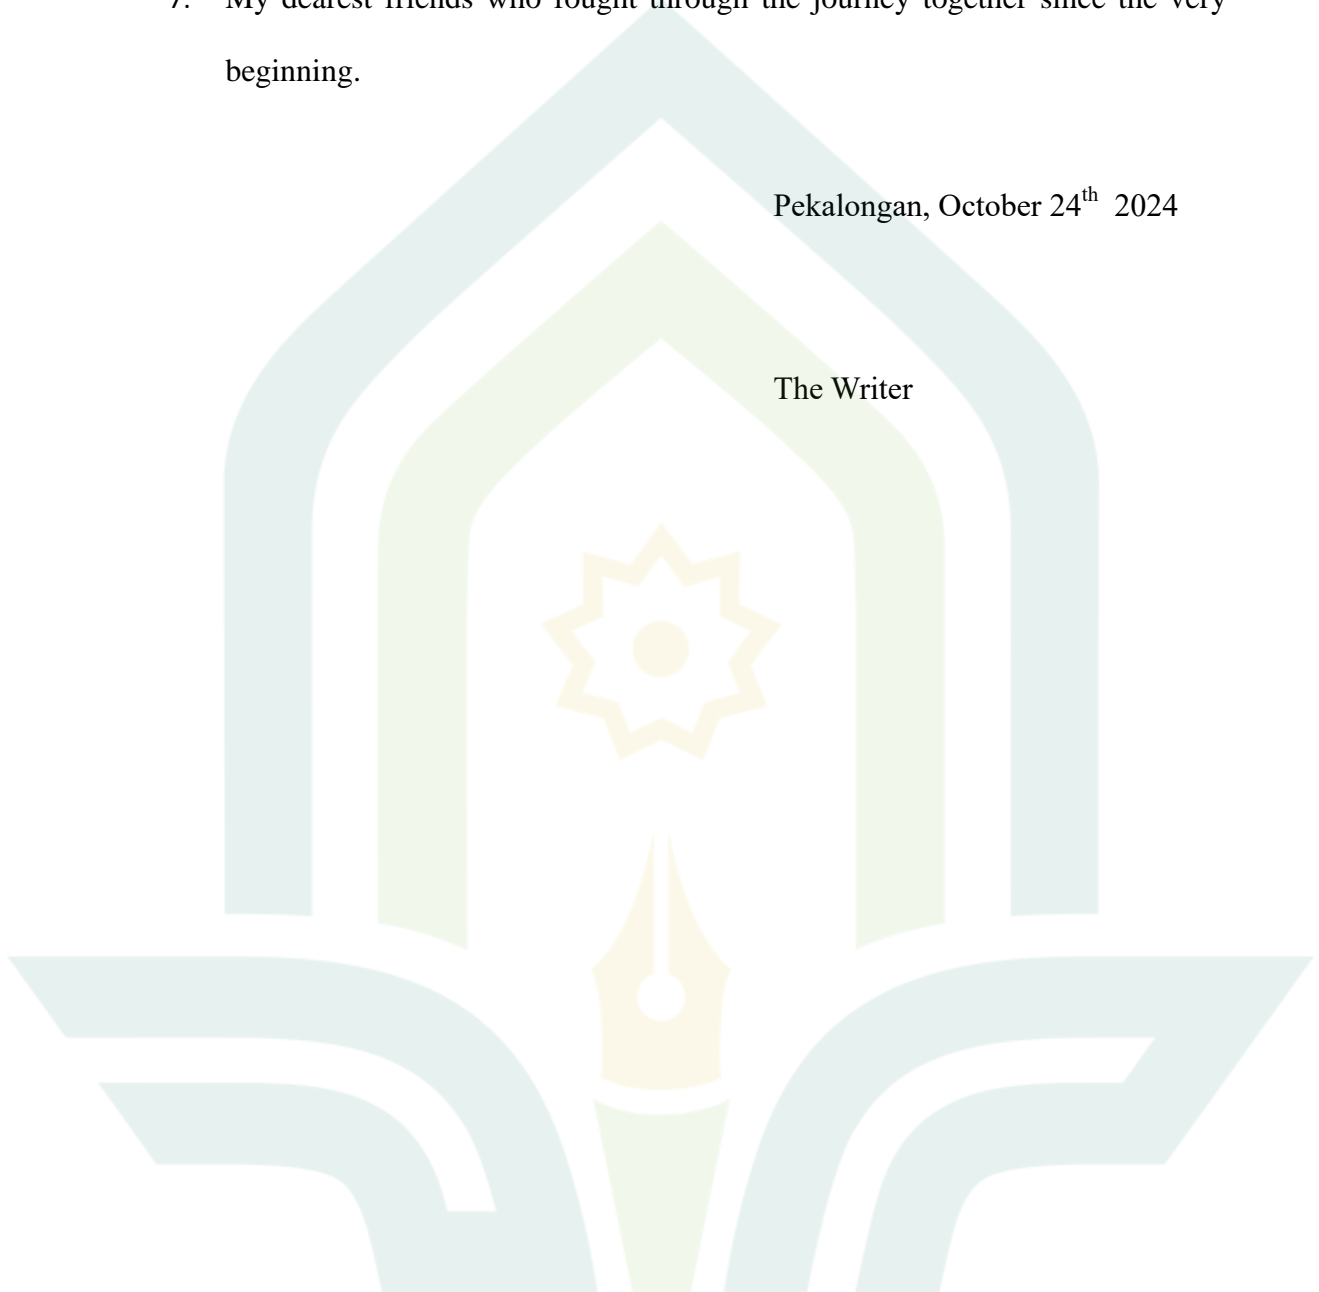 7. My dearest friends who fought through the journey together since the very
beginning.
Pekalongan, October 24th 2024
The Writer